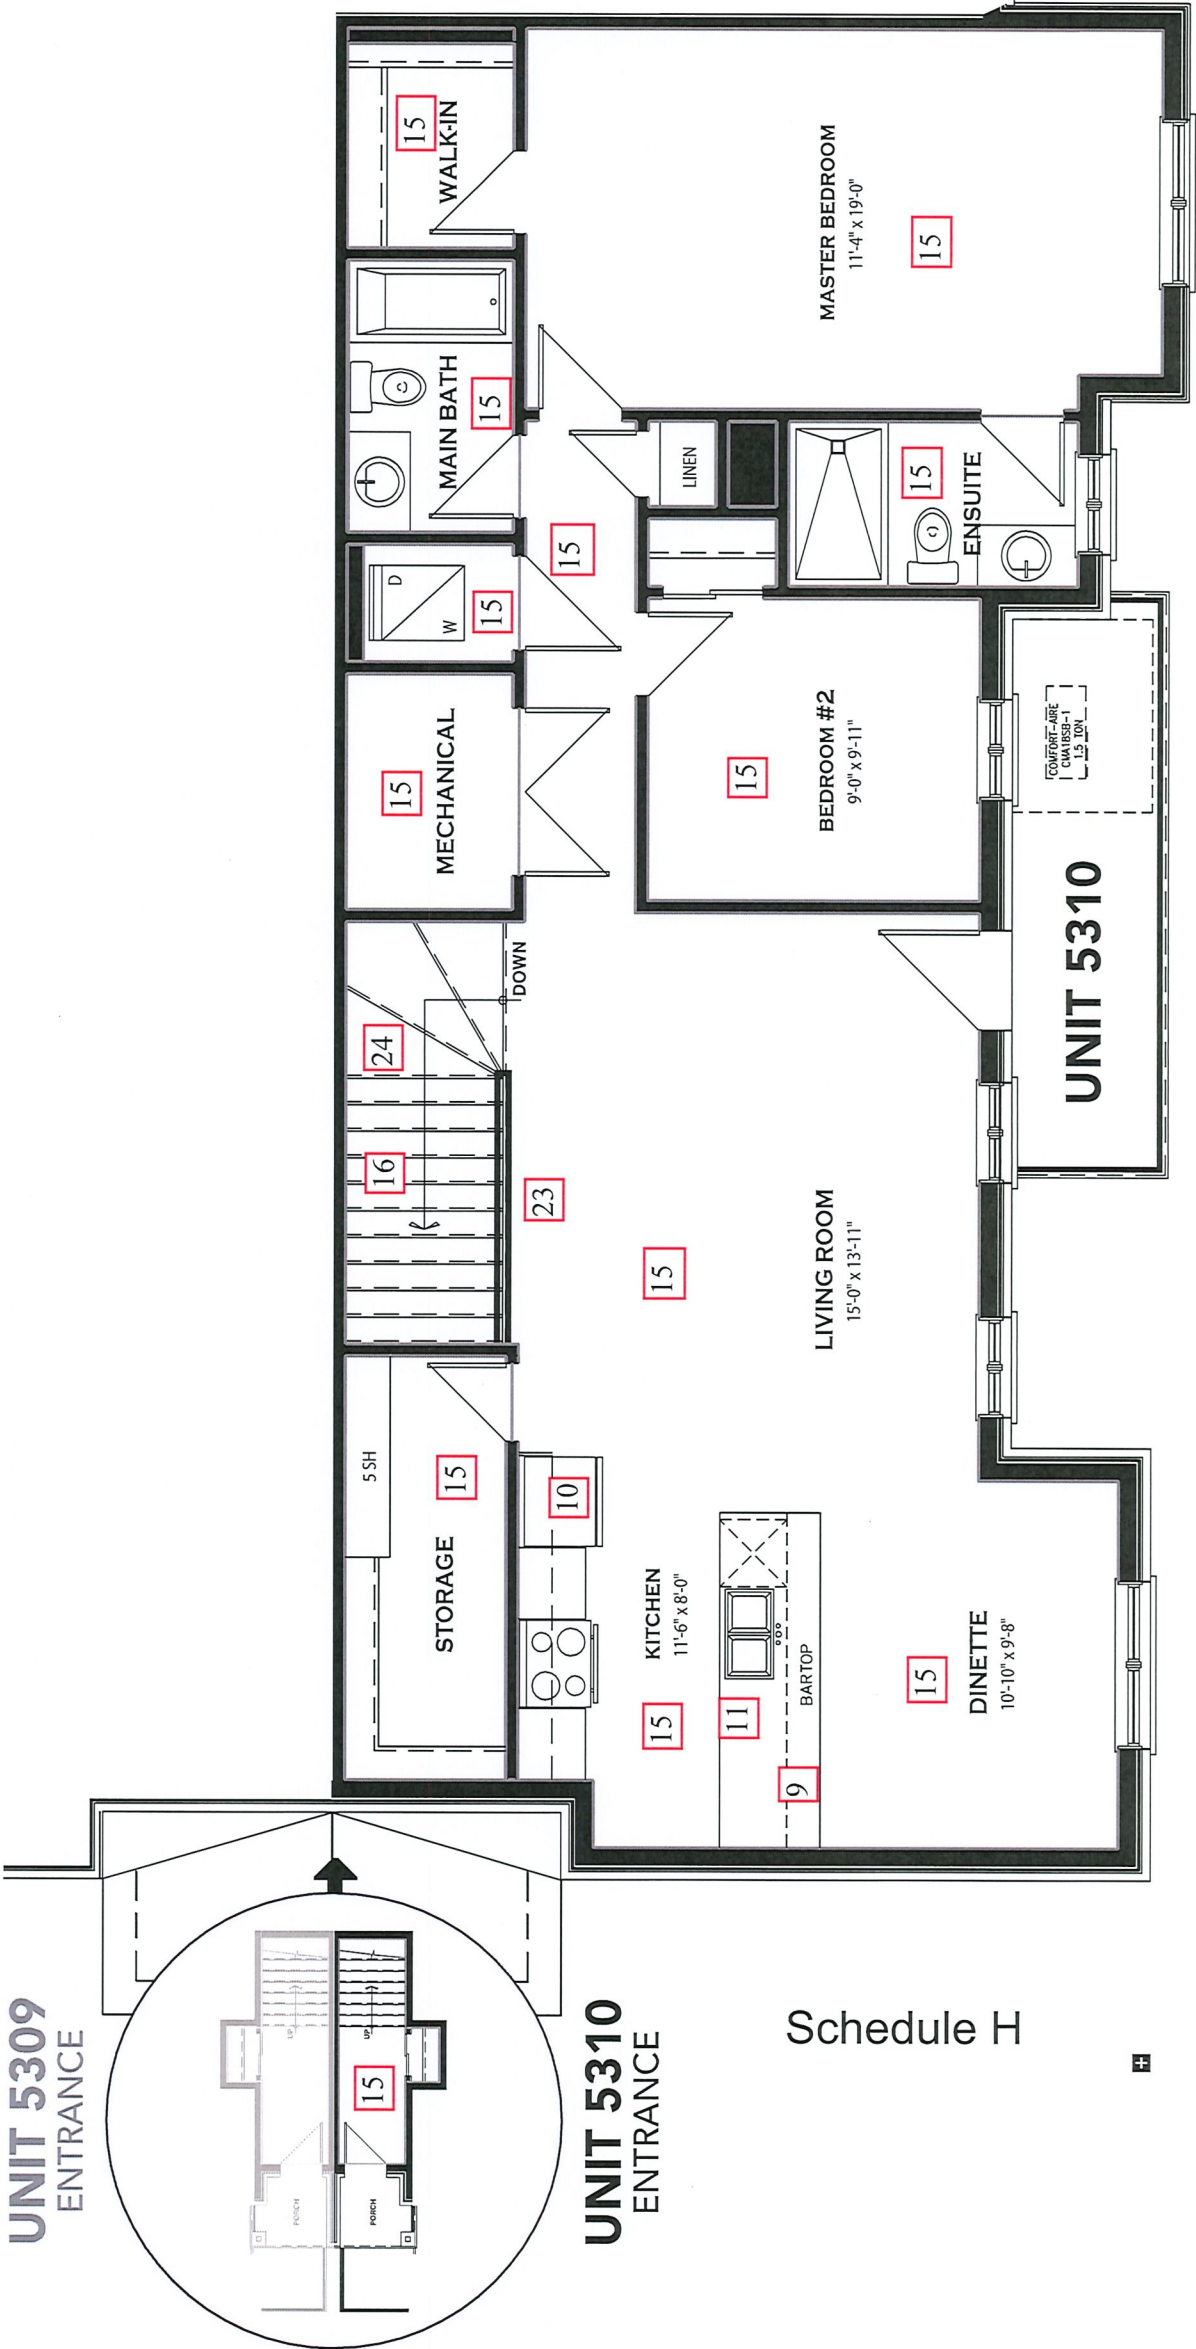 UNIT 5309
ENTRANCE
UP
PORCH
UP
15
PORCH
UNIT 5310
ENTRANCE
Schedule H
5 SH
15
STORAGE
16
24
DOWN
23
15
MECHANICAL
D
W
15
15
MAIN BATH
15
15
WALK-IN
10
KITCHEN
11'-6" x 8'-0"
15
11
BARTOP
9
15
DINETTE
10'-10" x 9'-8"
15
LIVING ROOM
15'-0" x 13'-11"
15
BEDROOM #2
9'-0" x 9'-11"
LINEN
15
ENSUITE
MASTER BEDROOM
11'-4" x 19'-0"
15
UNIT 5310
COMFORT-AIRE
CMA18SB-1
1.5 TON